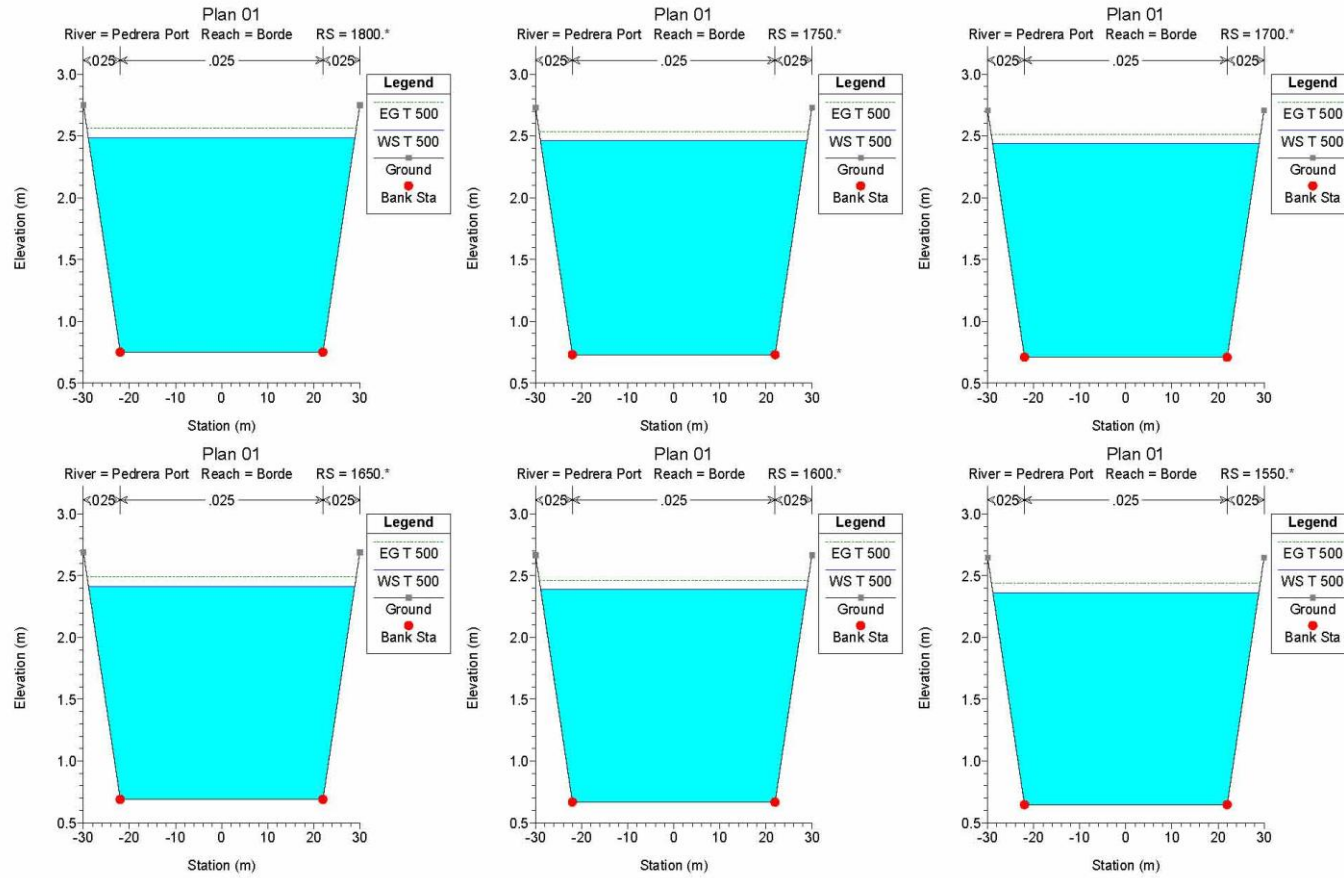 Plan 01
River = Pedrera Port Reach = Borde RS = 1800.*
.025 .025 .025
3.0
2.5
2.0
1.5
1.0
0.5
Elevation (m)
-30 -20 -10 0 10 20 30
Station (m)
Legend
EG T 500
WS T 500
Ground
Bank Sta
Plan 01
River = Pedrera Port Reach = Borde RS = 1750.*
.025 .025 .025
3.0
2.5
2.0
1.5
1.0
0.5
Elevation (m)
-30 -20 -10 0 10 20 30
Station (m)
Legend
EG T 500
WS T 500
Ground
Bank Sta
Plan 01
River = Pedrera Port Reach = Borde RS = 1700.*
.025 .025 .025
3.0
2.5
2.0
1.5
1.0
0.5
Elevation (m)
-30 -20 -10 0 10 20 30
Station (m)
Legend
EG T 500
WS T 500
Ground
Bank Sta
Plan 01
River = Pedrera Port Reach = Borde RS = 1650.*
.025 .025 .025
3.0
2.5
2.0
1.5
1.0
0.5
Elevation (m)
-30 -20 -10 0 10 20 30
Station (m)
Legend
EG T 500
WS T 500
Ground
Bank Sta
Plan 01
River = Pedrera Port Reach = Borde RS = 1600.*
.025 .025 .025
3.0
2.5
2.0
1.5
1.0
0.5
Elevation (m)
-30 -20 -10 0 10 20 30
Station (m)
Legend
EG T 500
WS T 500
Ground
Bank Sta
Plan 01
River = Pedrera Port Reach = Borde RS = 1550.*
.025 .025 .025
3.0
2.5
2.0
1.5
1.0
0.5
Elevation (m)
-30 -20 -10 0 10 20 30
Station (m)
Legend
EG T 500
WS T 500
Ground
Bank Sta